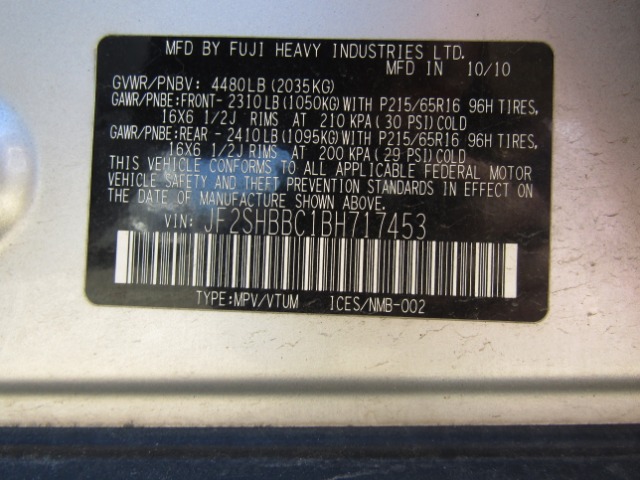 MFD BY FUJI HEAVY INDUSTRIES LTD.
MFD IN 10/10
GVWR/PNBV: 4480LB (2035KG)
GAWR/PNBE:FRONT- 2310LB(1050KG)WITH P215/65R16 96H TIRES,
16X6 1/2J RIMS AT 210 KPA(30 PSI)COLD
GAWR/PNBE:REAR -2410LB(1095KG)WITH P215/65R16 96H TIRES,
16X6 1/2J RIMS AT 200 KPA(29 PSI)COLD
THIS VEHICLE CONFORMS TO ALL APPLICABLE FEDERAL MOTOR
VEHICLE SAFETY AND THEFT PREVENTION STANDARDS IN EFFECT ON
THE DATE OF MANUFACTURE SHOWN ABOVE.
VIN: JF2SHBBC1BH717453
TYPE:MPV/VTUM ICES/NMB-002